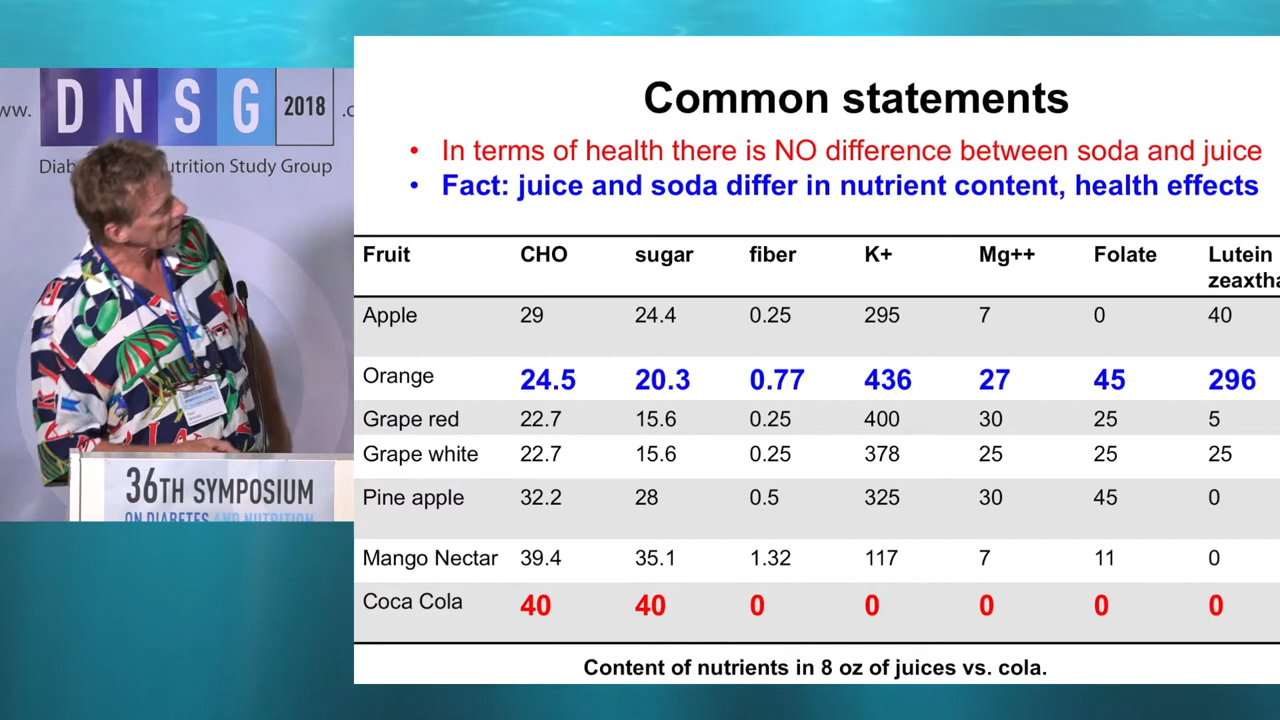 ww.
DNSG
2018
Diab
utrition Study Group
36TH SYMPOSIUM
ON DIABETES AND NUTRITION
Common statements
• In terms of health there is NO difference between soda and juice
• Fact: juice and soda differ in nutrient content, health effects
Fruit CHO sugar fiber K+ Mg++ Folate Lutein
zeaxtha
Apple 29 24.4 0.25 295 7 0 40
Orange 24.5 20.3 0.77 436 27 45 296
Grape red 22.7 15.6 0.25 400 30 25 5
Grape white 22.7 15.6 0.25 378 25 25 25
Pine apple 32.2 28 0.5 325 30 45 0
Mango Nectar 39.4 35.1 1.32 117 7 11 0
Coca Cola 40 40 0 0 0 0 0
Content of nutrients in 8 oz of juices vs. cola.